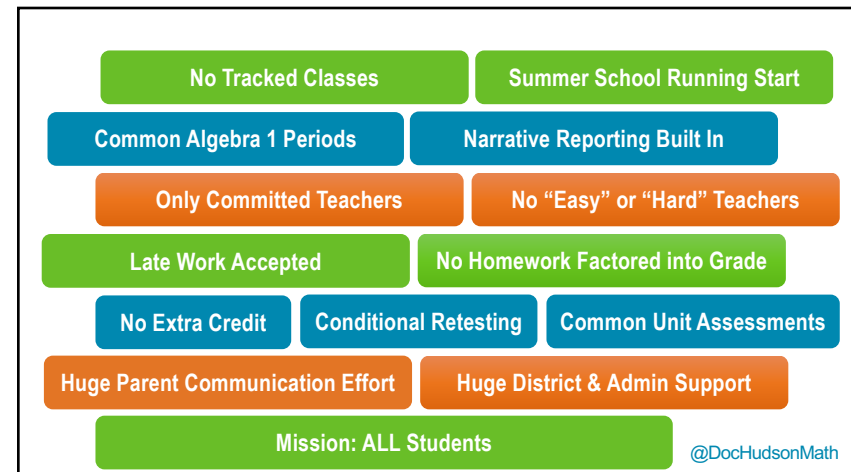 No Tracked Classes
Summer School Running Start
Common Algebra 1 Periods
Narrative Reporting Built In
Only Committed Teachers
No “Easy” or “Hard” Teachers
Late Work Accepted
No Homework Factored into Grade
No Extra Credit
Conditional Retesting
Common Unit Assessments
Huge Parent Communication Effort
Huge District & Admin Support
Mission: ALL Students
@DocHudsonMath